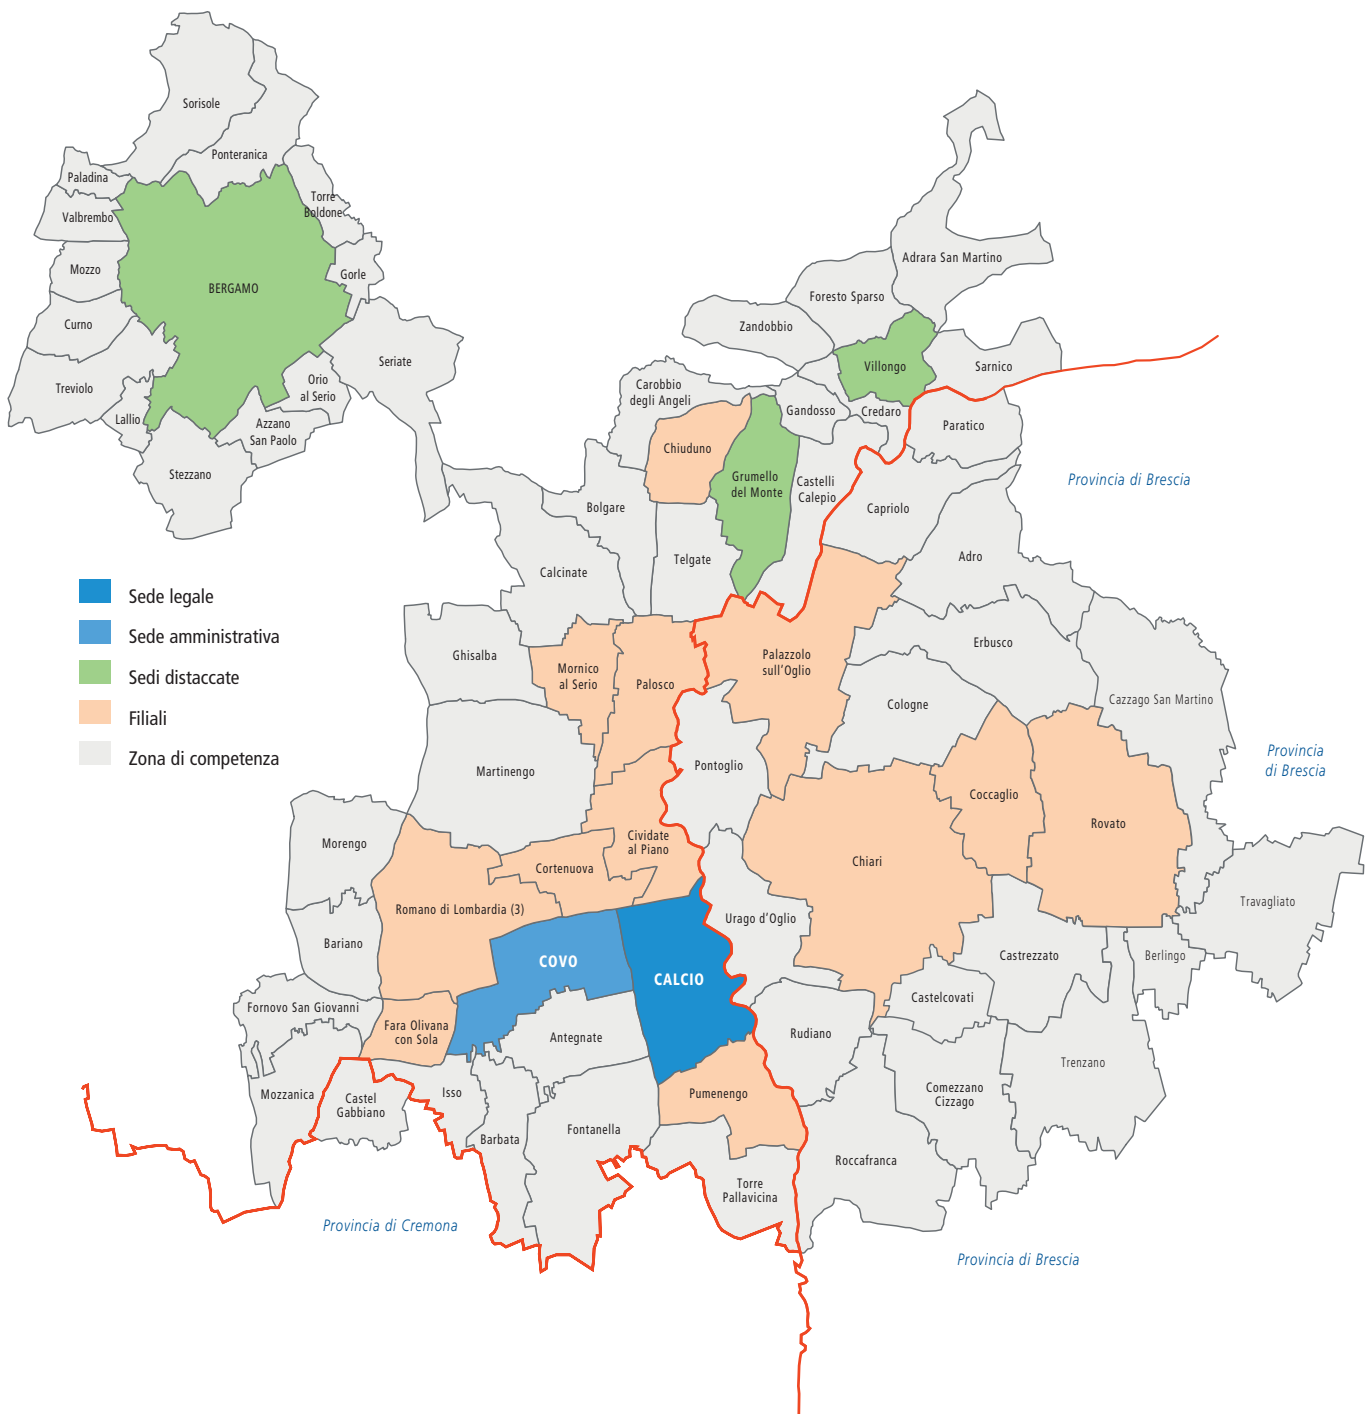 Sorisole
Ponteranica
Paladina
Torre
Boldone
Valbrembo
Mozzo
Gorle
BERGAMO
Curno
Seriate
Treviolo
Orio
al Serio
Lallio
Azzano
San Paolo
Stezzano
Adrara San Martino
Foresto Sparso
Zandobbio
Villongo
Sarnico
Carobbio
degli Angeli
Gandosso
Credaro
Paratico
Chiuduno
Grumello
del Monte
Castelli
Calepio
Provincia di Brescia
Bolgare
Capriolo
Telgate
Adro
Calcinate
Sede legale
Sede amministrativa
Sedi distaccate
Filiali
Zona di competenza
Ghisalba
Mornico
al Serio
Palosco
Palazzolo
sull'Oglio
Erbusco
Cologne
Cazzago San Martino
Provincia
di Brescia
Martinengo
Pontoglio
Coccaglio
Rovato
Morengo
Cividate
al Piano
Cortenuova
Chiari
Travagliato
Romano di Lombardia (3)
Urago d'Oglio
Bariano
COVO
CALCIO
Castrezzato
Berlingo
Fornovo San Giovanni
Castelcovati
Fara Olivana
con Sola
Antegnate
Rudiano
Trenzano
Mozzanica
Castel
Gabbiano
Isso
Pumenengo
Comezzano
Cizzago
Barbata
Fontanella
Roccafranca
Torre
Pallavicina
Provincia di Cremona
Provincia di Brescia